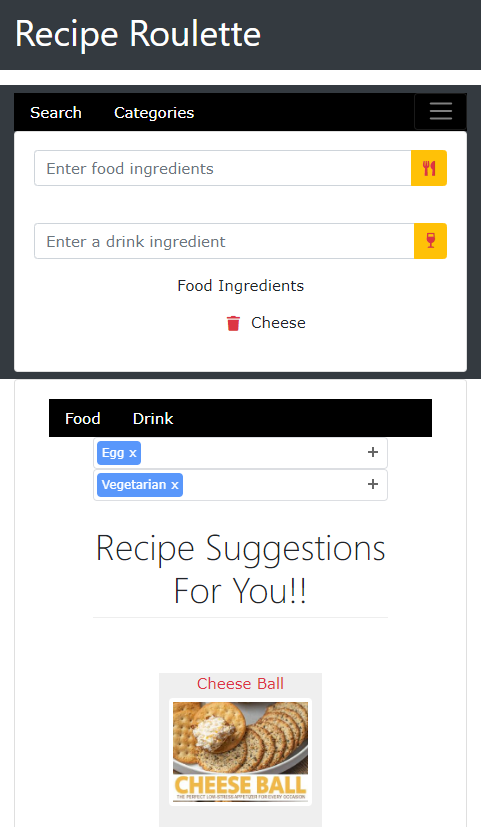 Recipe Roulette
Search Categories
Enter food ingredients
Enter a drink ingredient
Food Ingredients
Cheese
Food Drink
Egg x
Vegetarian x
Recipe Suggestions
For You!!
Cheese Ball
CHEESE BALL
THE PERFECT LOW-STRESS APPETIZER FOR EVERY OCCASION